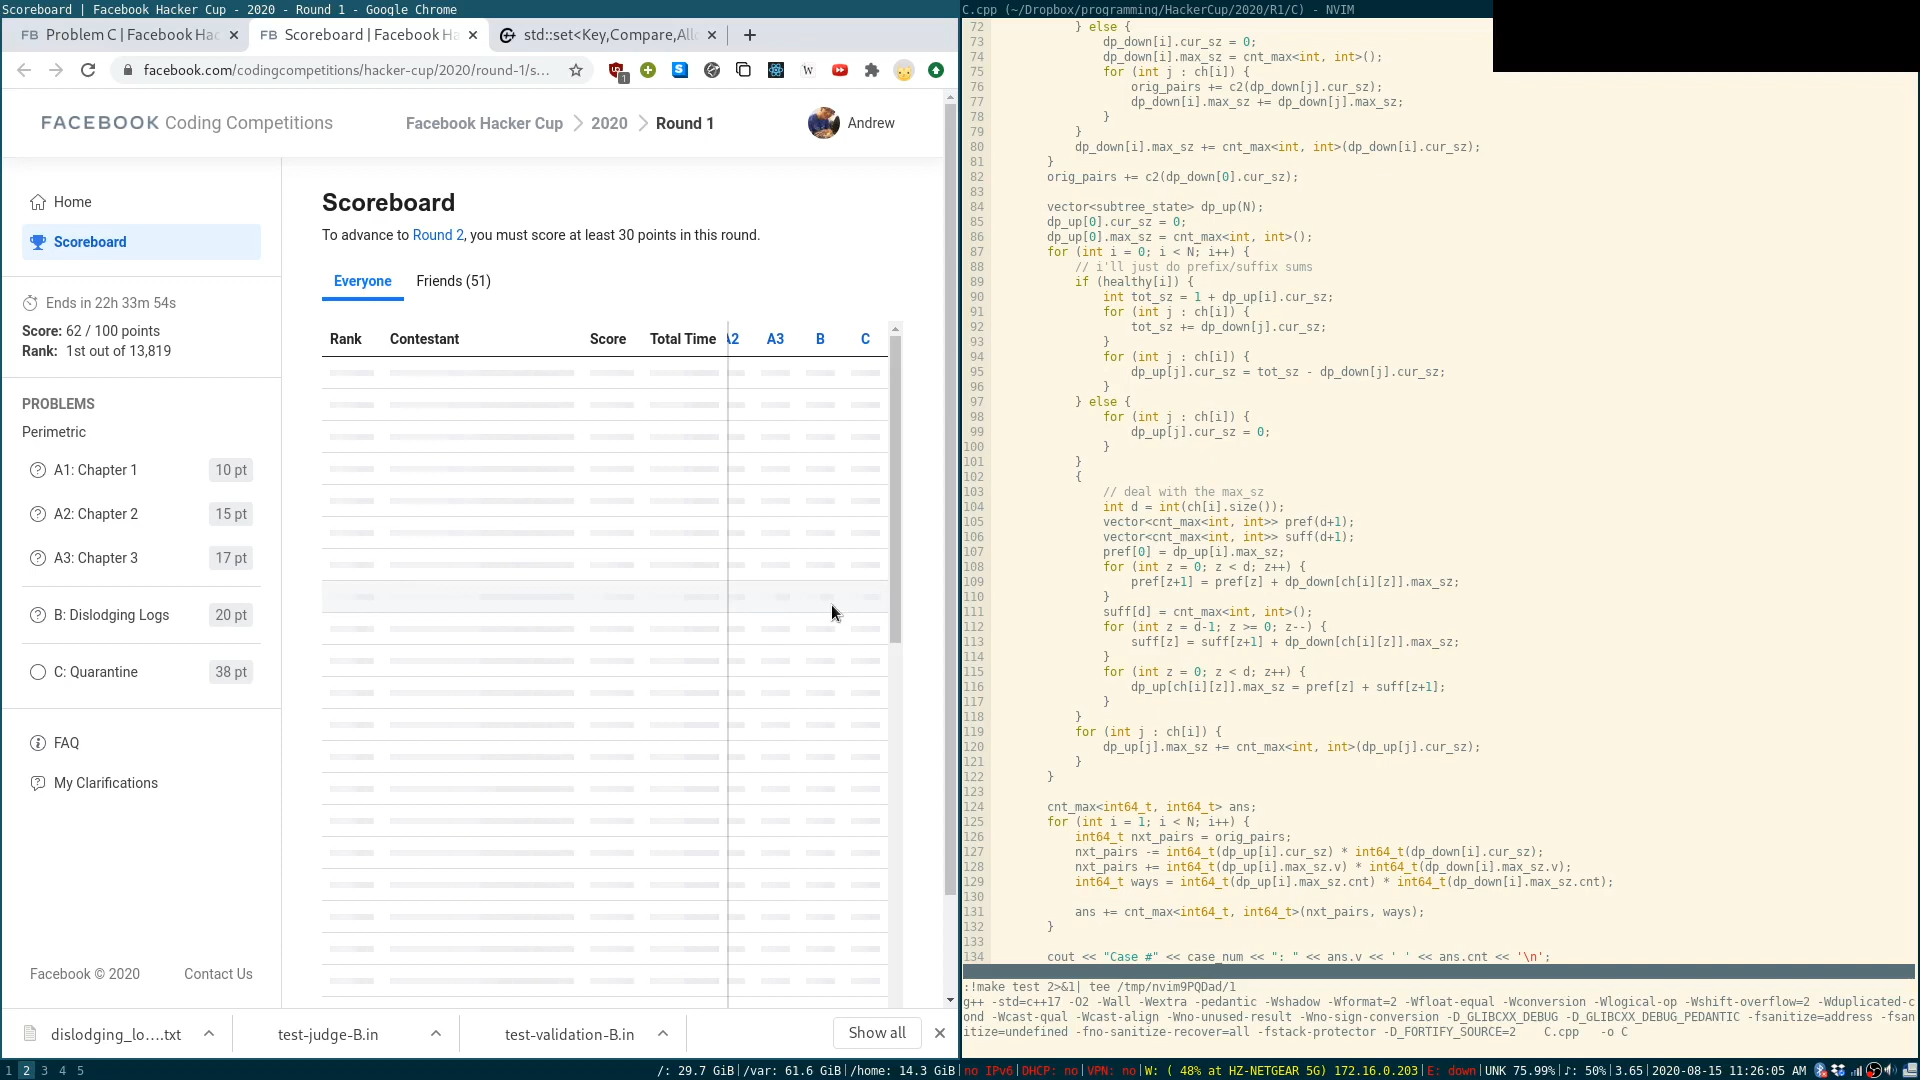 Scoreboard | Facebook Hacker Cup - 2020 - Round 1 - Google Chrome
FB Problem C | Facebook Hac
FB Scoreboard | Facebook Ha
std::set<Key,Compare,Allo
facebook.com/codingcompetitions/hacker-cup/2020/round-1/s...
FACEBOOK Coding Competitions
Facebook Hacker Cup
2020
Round 1
Andrew
Home
Scoreboard
Ends in 22h 33m 54s
Score: 62 / 100 points
Rank: 1st out of 13,819
PROBLEMS
Perimetric
A1: Chapter 1 10 pt
A2: Chapter 2 15 pt
A3: Chapter 3 17 pt
B: Dislodging Logs 20 pt
C: Quarantine 38 pt
FAQ
My Clarifications
Facebook © 2020 Contact Us
Scoreboard
To advance to Round 2, you must score at least 30 points in this round.
Everyone Friends (51)
Rank Contestant Score Total Time A2 A3 B C
dislodging_lo....txt
test-judge-B.in
test-validation-B.in
Show all
C.cpp (~/Dropbox/programming/HackerCup/2020/R1/C) - NVIM
72 } else {
73 dp_down[i].cur_sz = 0;
74 dp_down[i].max_sz = cnt_max<int, int>();
75 for (int j : ch[i]) {
76 orig_pairs += c2(dp_down[j].cur_sz);
77 dp_down[i].max_sz += dp_down[j].max_sz;
78 }
79 }
80 dp_down[i].max_sz += cnt_max<int, int>(dp_down[i].cur_sz);
81 }
82 orig_pairs += c2(dp_down[0].cur_sz);
83
84 vector<subtree_state> dp_up(N);
85 dp_up[0].cur_sz = 0;
86 dp_up[0].max_sz = cnt_max<int, int>();
87 for (int i = 0; i < N; i++) {
88 // i'll just do prefix/suffix sums
89 if (healthy[i]) {
90 int tot_sz = 1 + dp_up[i].cur_sz;
91 for (int j : ch[i]) {
92 tot_sz += dp_down[j].cur_sz;
93 }
94 for (int j : ch[i]) {
95 dp_up[j].cur_sz = tot_sz - dp_down[j].cur_sz;
96 }
97 } else {
98 for (int j : ch[i]) {
99 dp_up[j].cur_sz = 0;
100 }
101 }
102 {
103 // deal with the max_sz
104 int d = int(ch[i].size());
105 vector<cnt_max<int, int>> pref(d+1);
106 vector<cnt_max<int, int>> suff(d+1);
107 pref[0] = dp_up[i].max_sz;
108 for (int z = 0; z < d; z++) {
109 pref[z+1] = pref[z] + dp_down[ch[i][z]].max_sz;
110 }
111 suff[d] = cnt_max<int, int>();
112 for (int z = d-1; z >= 0; z--) {
113 suff[z] = suff[z+1] + dp_down[ch[i][z]].max_sz;
114 }
115 for (int z = 0; z < d; z++) {
116 dp_up[ch[i][z]].max_sz = pref[z] + suff[z+1];
117 }
118 }
119 for (int j : ch[i]) {
120 dp_up[j].max_sz += cnt_max<int, int>(dp_up[j].cur_sz);
121 }
122 }
123
124 cnt_max<int64_t, int64_t> ans;
125 for (int i = 1; i < N; i++) {
126 int64_t nxt_pairs = orig_pairs;
127 nxt_pairs -= int64_t(dp_up[i].cur_sz) * int64_t(dp_down[i].cur_sz);
128 nxt_pairs += int64_t(dp_up[i].max_sz.v) * int64_t(dp_down[i].max_sz.v);
129 int64_t ways = int64_t(dp_up[i].max_sz.cnt) * int64_t(dp_down[i].max_sz.cnt);
130
131 ans += cnt_max<int64_t, int64_t>(nxt_pairs, ways);
132 }
133
134 cout << "Case #" << case_num << ": " << ans.v << ' ' << ans.cnt << '\n';
:!make test 2>&1| tee /tmp/nvim9PQDad/1
g++ -std=c++17 -O2 -Wall -Wextra -pedantic -Wshadow -Wformat=2 -Wfloat-equal -Wconversion -Wlogical-op -Wshift-overflow=2 -Wduplicated-c
ond -Wcast-qual -Wcast-align -Wno-unused-result -Wno-sign-conversion -D_GLIBCXX_DEBUG -D_GLIBCXX_DEBUG_PEDANTIC -fsanitize=address -fsan
itize=undefined -fno-sanitize-recover=all -fstack-protector -D_FORTIFY_SOURCE=2 C.cpp -o C
1 2 3 4 5
/: 29.7 GiB|/var: 61.6 GiB|/home: 14.3 GiB|no IPv6|DHCP: no|VPN: no|W: ( 48% at HZ-NETGEAR 5G) 172.16.0.203|E: down|UNK 75.99%|♪: 50%|3.65|2020-08-15 11:26:05 AM